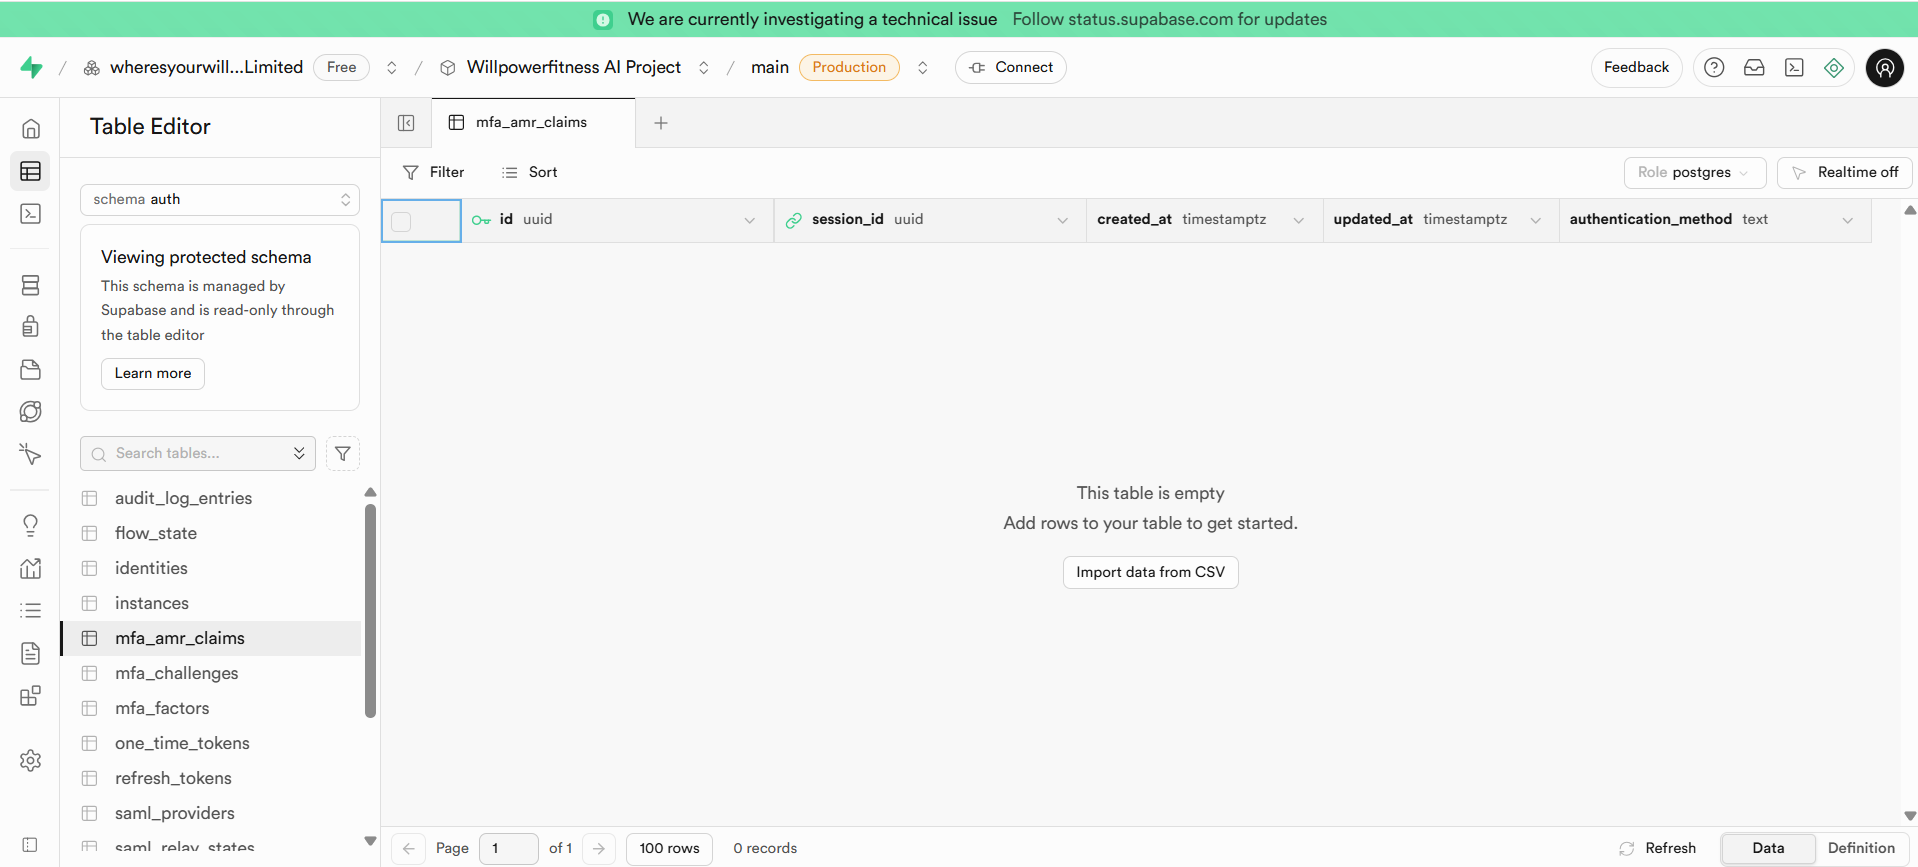 We are currently investigating a technical issue Follow status.supabase.com for updates
/ wheresyourwill...Limited Free / Willpowerfitness AI Project / main Production Connect
Feedback
Table Editor
mfa_amr_claims
Filter Sort
Role postgres
Realtime off
schema auth
id uuid session_id uuid created_at timestamptz updated_at timestamptz authentication_method text
Viewing protected schema
This schema is managed by
Supabase and is read-only through
the table editor
Learn more
Search tables...
audit_log_entries
flow_state
identities
instances
mfa_amr_claims
mfa_challenges
mfa_factors
one_time_tokens
refresh_tokens
saml_providers
saml_relay_states
This table is empty
Add rows to your table to get started.
Import data from CSV
Page 1 of 1 100 rows 0 records
Refresh Data Definition